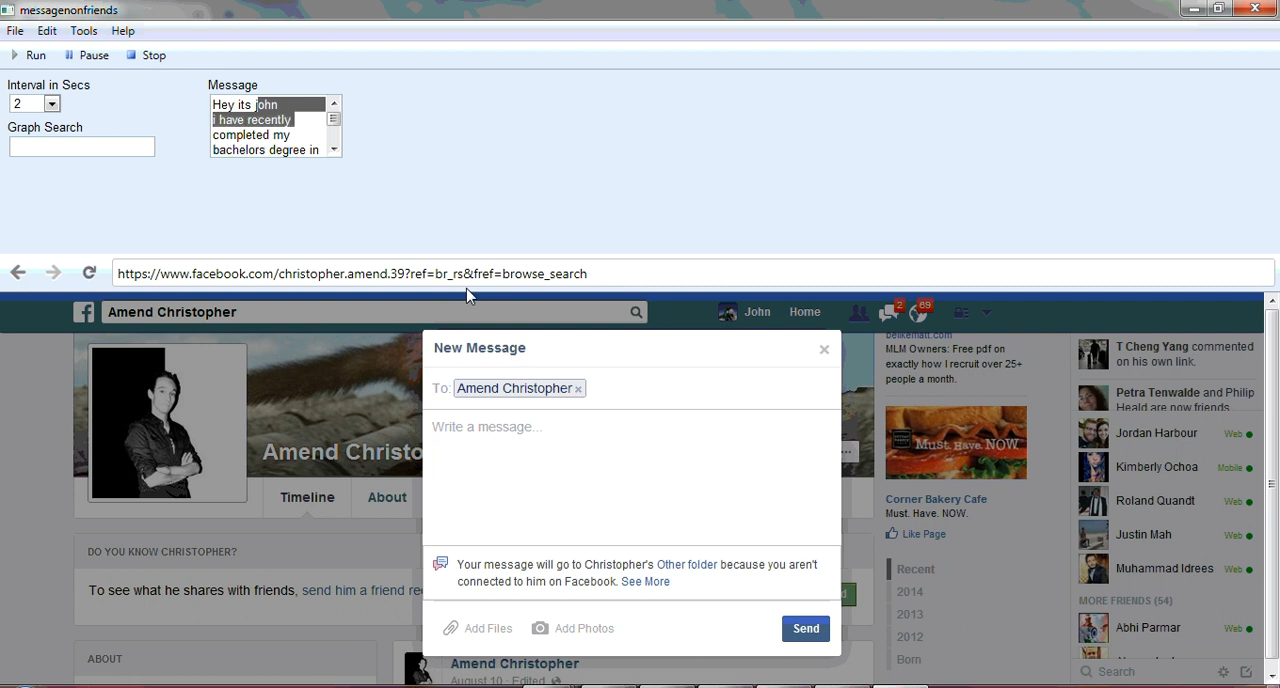 messagenonfriends
File Edit Tools Help
Run Pause Stop
Interval in Secs
2
Graph Search
Message
Hey its john
i have recently
completed my
bachelors degree in
https://www.facebook.com/christopher.amend.39?ref=br_rs&fref=browse_search
Amend Christopher
John Home
2
69
New Message
To: Amend Christopher
Write a message...
Your message will go to Christopher's Other folder because you aren't
connected to him on Facebook. See More
Add Files Add Photos Send
Amend Christo
Timeline About
DO YOU KNOW CHRISTOPHER?
To see what he shares with friends, send him a friend re
ABOUT
Amend Christopher
August 10 · Edited
belikematt.com
MLM Owners: Free pdf on
exactly how I recruit over 25+
people a month.
Must. Have. NOW.
Corner Bakery Cafe
Must. Have. NOW.
Like Page
Recent
2014
2013
2012
Born
T Cheng Yang commented
on his own link.
Petra Tenwalde and Philip
Heald are now friends
Jordan Harbour Web
Kimberly Ochoa Mobile
Roland Quandt Web
Justin Mah Web
Muhammad Idrees Web
MORE FRIENDS (54)
Abhi Parmar Web
Search